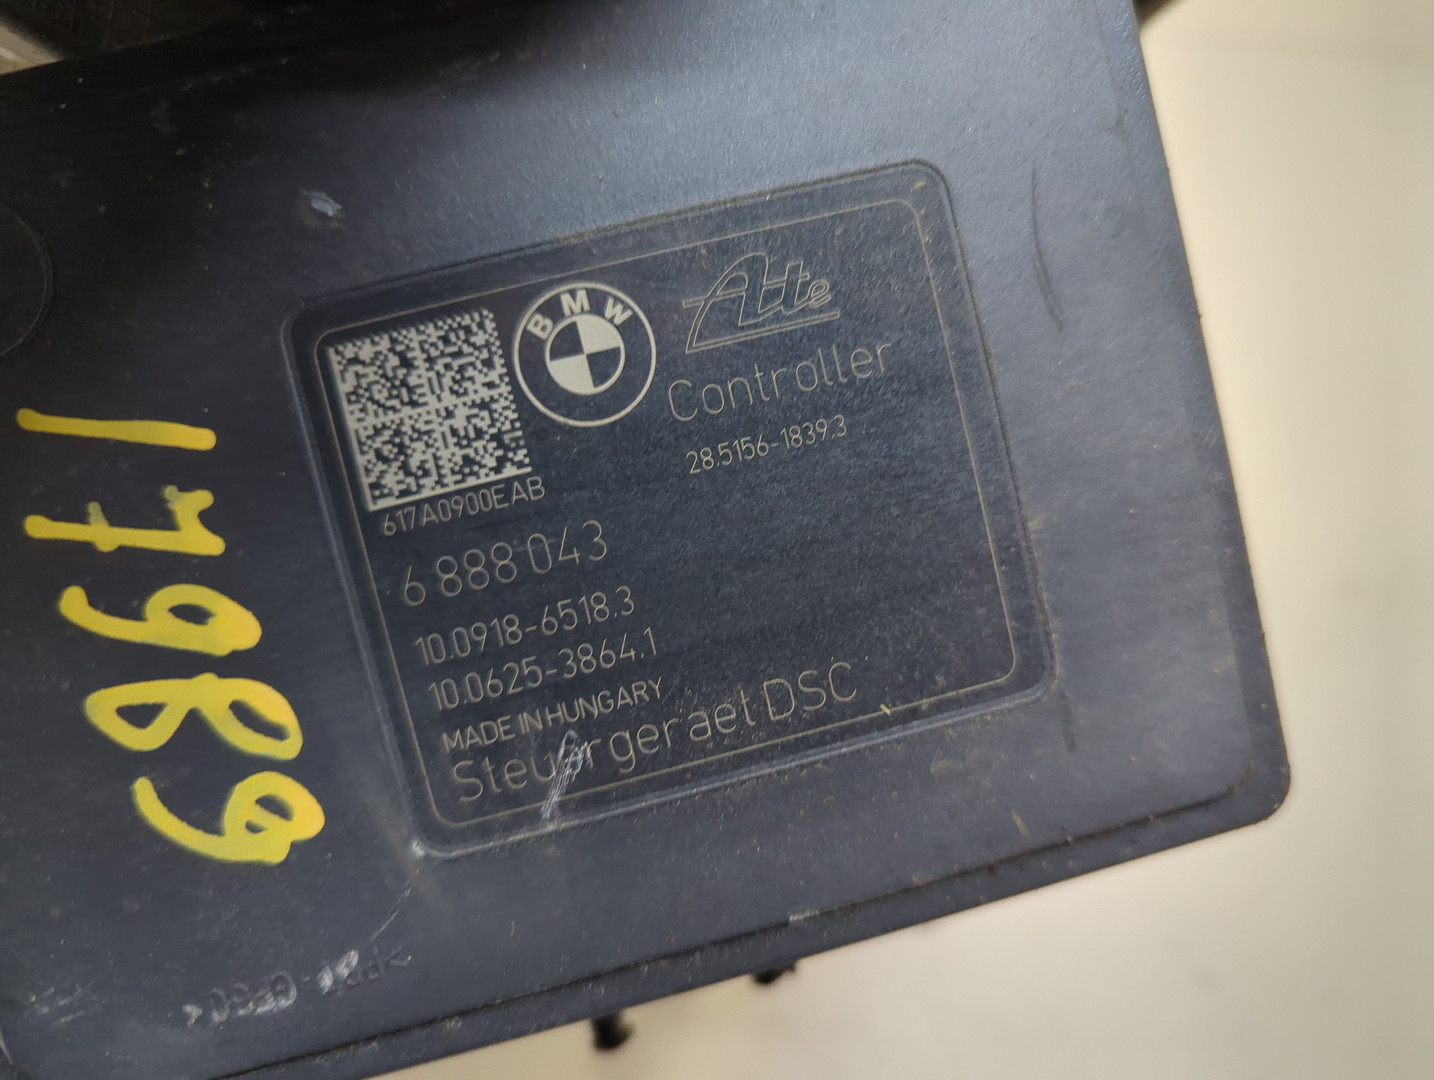 BMW
Ate
Controller
28.5156-1839.3
617A0900EAB
6 888 043
10.0918-6518.3
10.0625-3864.1
MADE IN HUNGARY
Steuergeraet DSC
17989